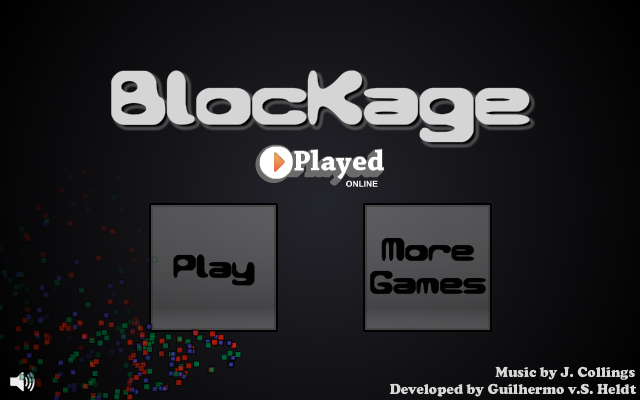 Blockage
Played
ONLINE
Play
More
Games
Music by J. Collings
Developed by Guilhermo v.S. Heldt